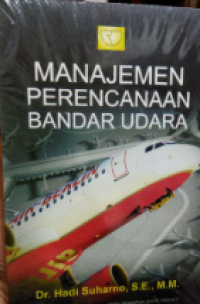 MANAJEMEN
PERENCANAAN
BANDAR UDARA
Dr. Hadi Suharno, S.E., M.M.